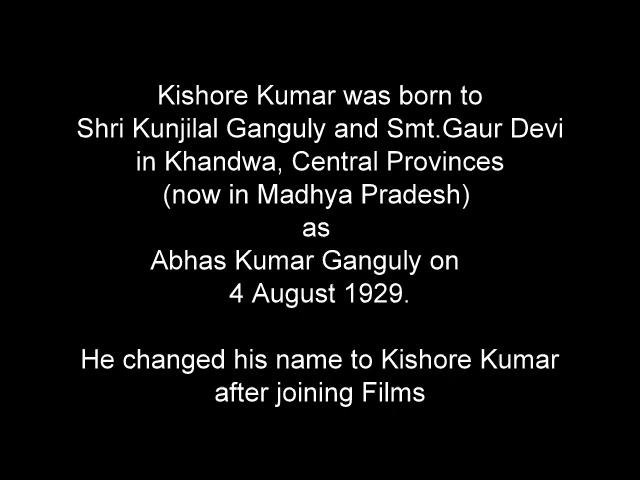 Kishore Kumar was born to
Shri Kunjilal Ganguly and Smt.Gaur Devi
in Khandwa, Central Provinces
(now in Madhya Pradesh)
as
Abhas Kumar Ganguly on
4 August 1929.
He changed his name to Kishore Kumar
after joining Films